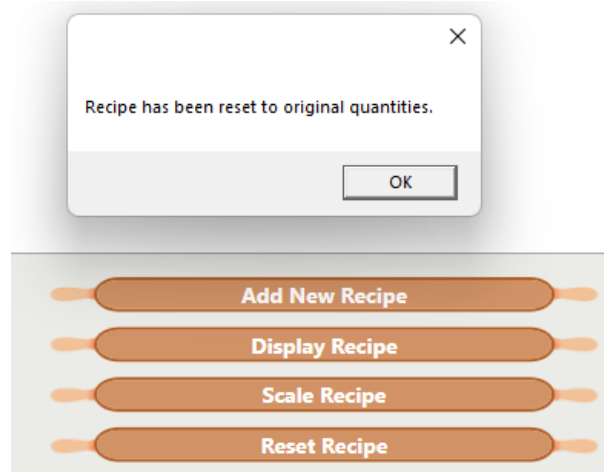 Recipe has been reset to original quantities.
OK
Add New Recipe
Display Recipe
Scale Recipe
Reset Recipe